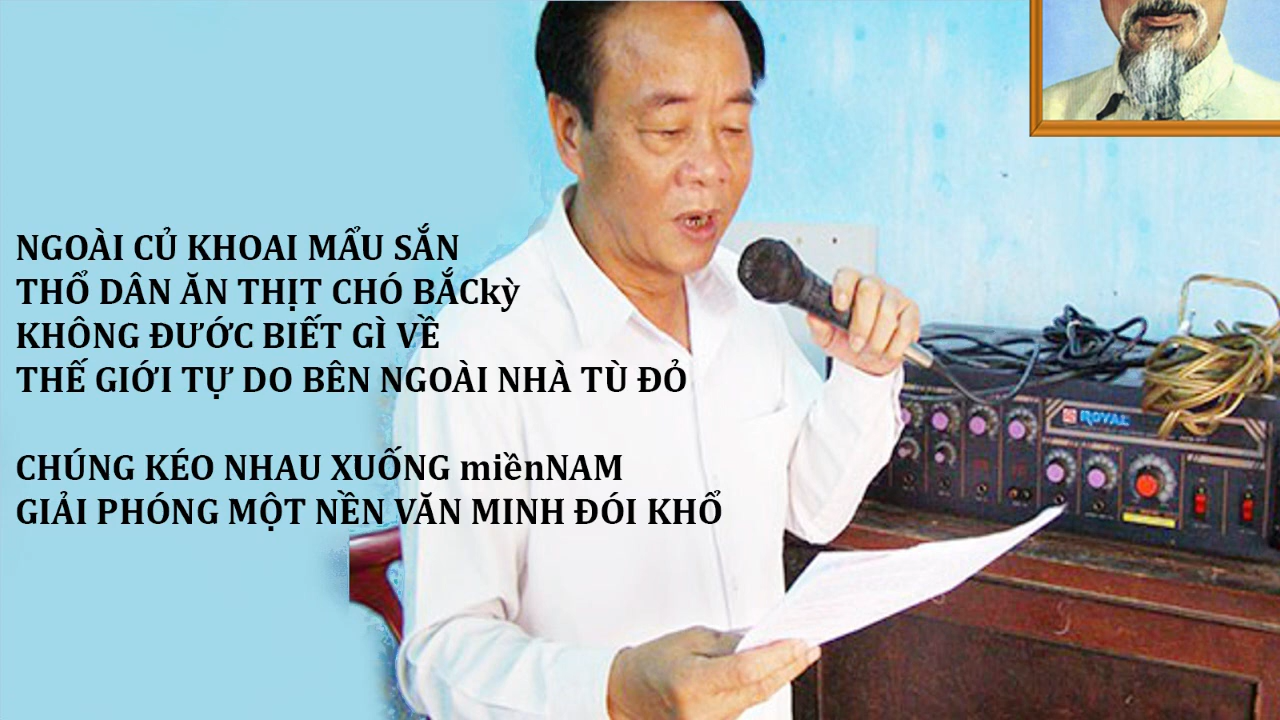 NGOÀI CỦ KHOAI MẨU SẮN
THỔ DÂN ĂN THỊT CHÓ BẮCkỳ
KHÔNG ĐƯỚC BIẾT GÌ VỀ
THẾ GIỚI TỰ DO BÊN NGOÀI NHÀ TÙ ĐỎ
CHÚNG KÉO NHAU XUỐNG miềnNAM
GIẢI PHÓNG MỘT NỀN VĂN MINH ĐÓI KHỔ
ROYAL